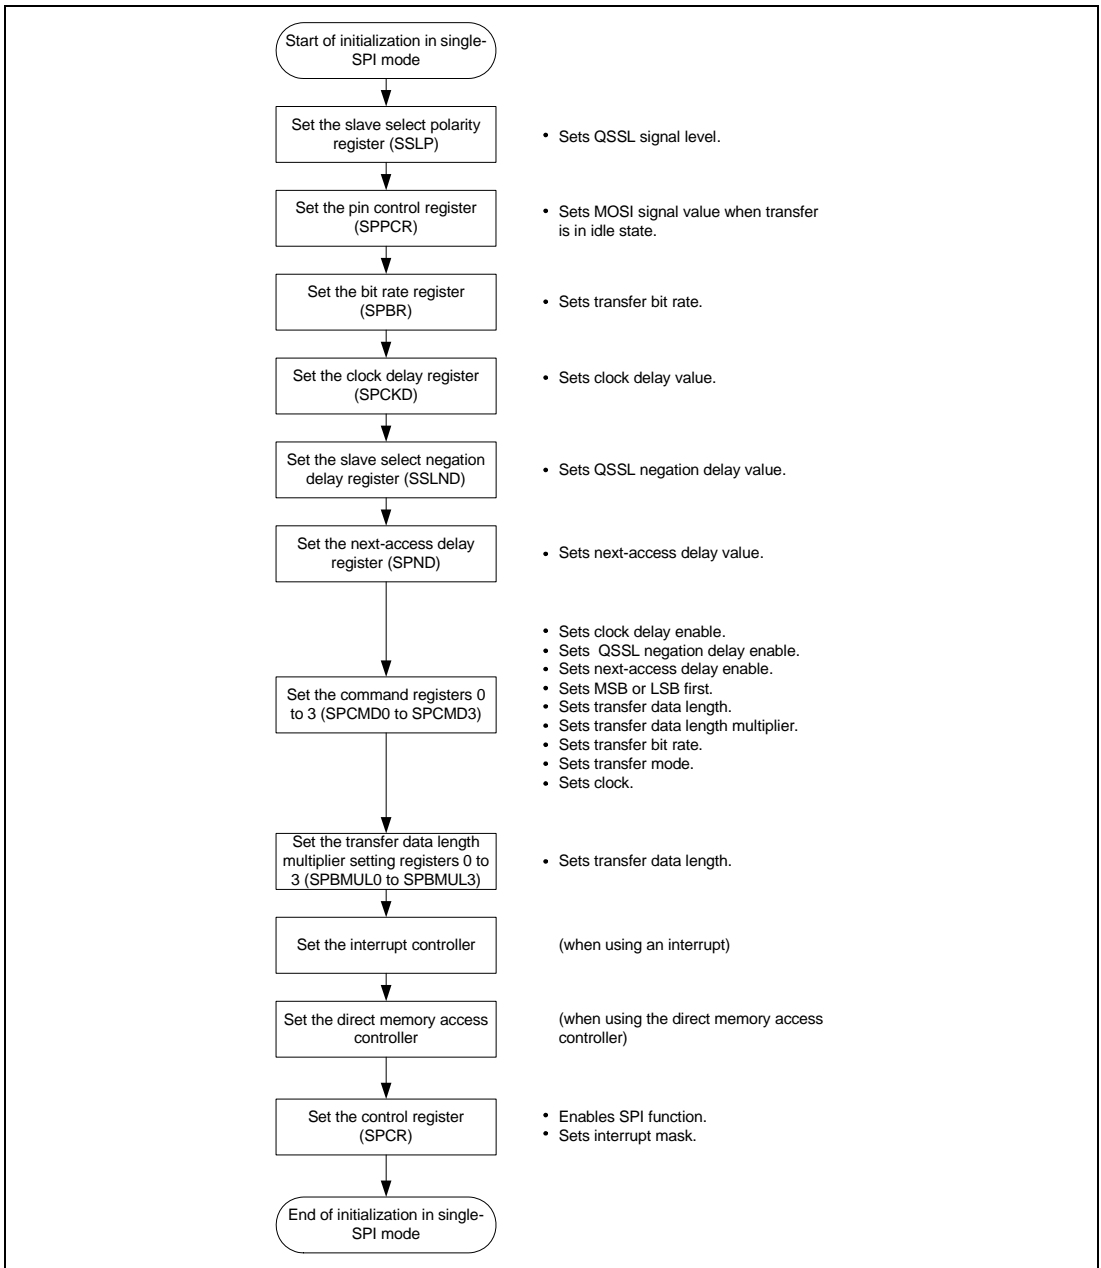 Start of initialization in single-
SPI mode
Set the slave select polarity
register (SSLP)
• Sets QSSL signal level.
Set the pin control register
(SPPCR)
• Sets MOSI signal value when transfer
is in idle state.
Set the bit rate register
(SPBR)
• Sets transfer bit rate.
Set the clock delay register
(SPCKD)
• Sets clock delay value.
Set the slave select negation
delay register (SSLND)
• Sets QSSL negation delay value.
Set the next-access delay
register (SPND)
• Sets next-access delay value.
Set the command registers 0
to 3 (SPCMD0 to SPCMD3)
• Sets clock delay enable.
• Sets QSSL negation delay enable.
• Sets next-access delay enable.
• Sets MSB or LSB first.
• Sets transfer data length.
• Sets transfer data length multiplier.
• Sets transfer bit rate.
• Sets transfer mode.
• Sets clock.
Set the transfer data length
multiplier setting registers 0 to
3 (SPBMUL0 to SPBMUL3)
• Sets transfer data length.
Set the interrupt controller
(when using an interrupt)
Set the direct memory access
controller
(when using the direct memory access
controller)
Set the control register
(SPCR)
• Enables SPI function.
• Sets interrupt mask.
End of initialization in single-
SPI mode